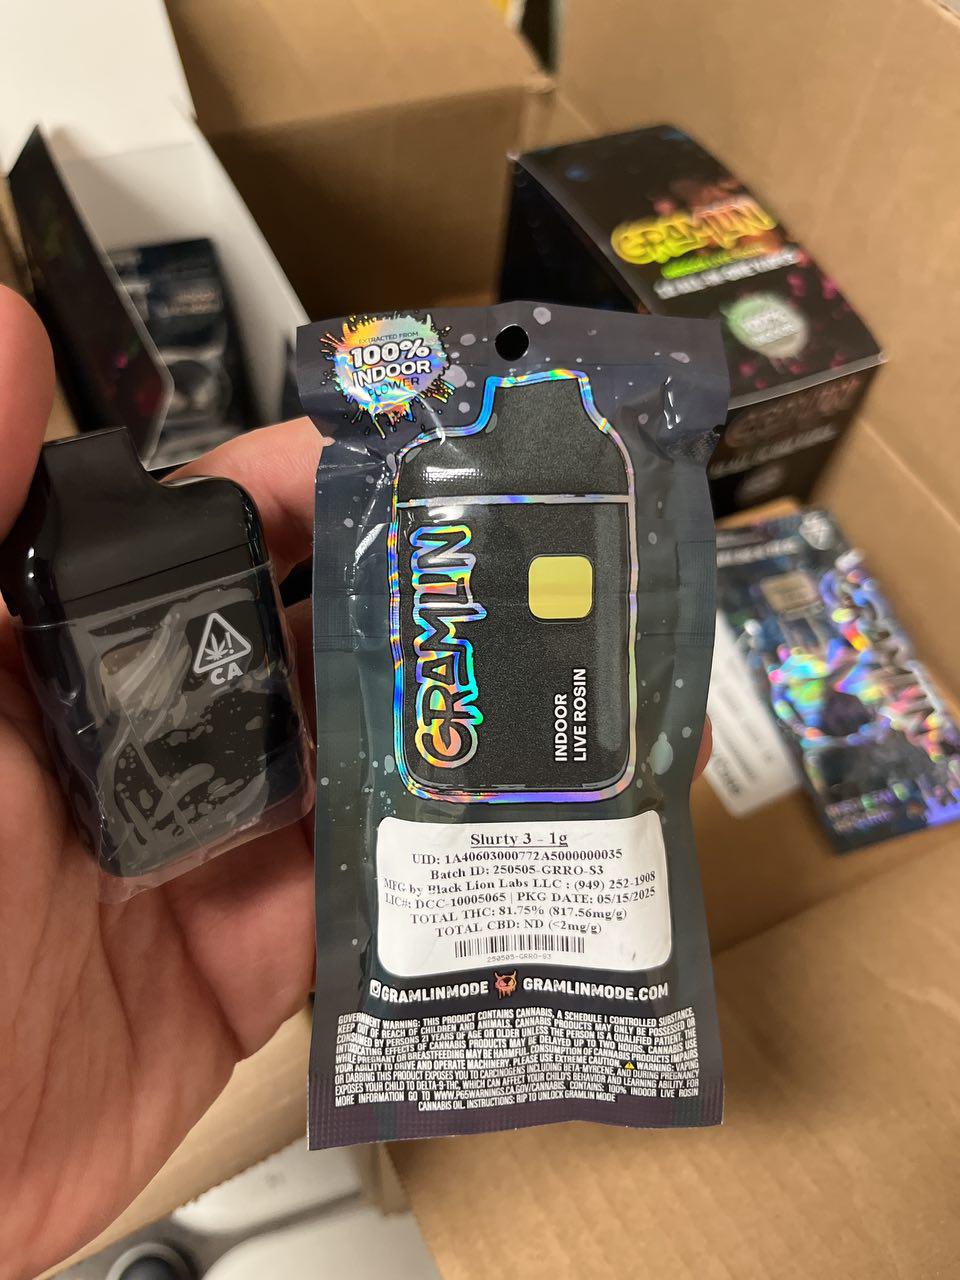 EXTRACTED FROM
100%
INDOOR
FLOWER
GRAMLIN
INDOOR
LIVE ROSIN
CA
Slurty 3 - 1g
UID: 1A40603000772A5000000035
Batch ID: 250505-GRRO-S3
MFG by Black Lion Labs LLC : (949) 252-1908
LIC#: DCC-10005065 | PKG DATE: 05/15/2025
TOTAL THC: 81.75% (817.56mg/g)
TOTAL CBD: ND (<2mg/g)
250505-GRRO-S3
GRAMLINMODE GRAMLINMODE.COM
GOVERNMENT WARNING: THIS PRODUCT CONTAINS CANNABIS, A SCHEDULE I CONTROLLED SUBSTANCE.
KEEP OUT OF REACH OF CHILDREN AND ANIMALS. CANNABIS PRODUCTS MAY ONLY BE POSSESSED OR
CONSUMED BY PERSONS 21 YEARS OF AGE OR OLDER UNLESS THE PERSON IS A QUALIFIED PATIENT. THE
INTOXICATING EFFECTS OF CANNABIS PRODUCTS MAY BE DELAYED UP TO TWO HOURS. CANNABIS USE
WHILE PREGNANT OR BREASTFEEDING MAY BE HARMFUL. CONSUMPTION OF CANNABIS PRODUCTS IMPAIRS
YOUR ABILITY TO DRIVE AND OPERATE MACHINERY. PLEASE USE EXTREME CAUTION. WARNING: VAPING
OR DABBING THIS PRODUCT EXPOSES YOU TO CARCINOGENS INCLUDING BETA-MYRCENE, AND DURING PREGNANCY
EXPOSES YOUR CHILD TO DELTA-9-THC, WHICH CAN AFFECT YOUR CHILD'S BEHAVIOR AND LEARNING ABILITY. FOR
MORE INFORMATION GO TO WWW.P65WARNINGS.CA.GOV/CANNABIS. CONTAINS: 100% INDOOR LIVE ROSIN
CANNABIS OIL. INSTRUCTIONS: RIP TO UNLOCK GRAMLIN MODE
GRAMLIN
100%